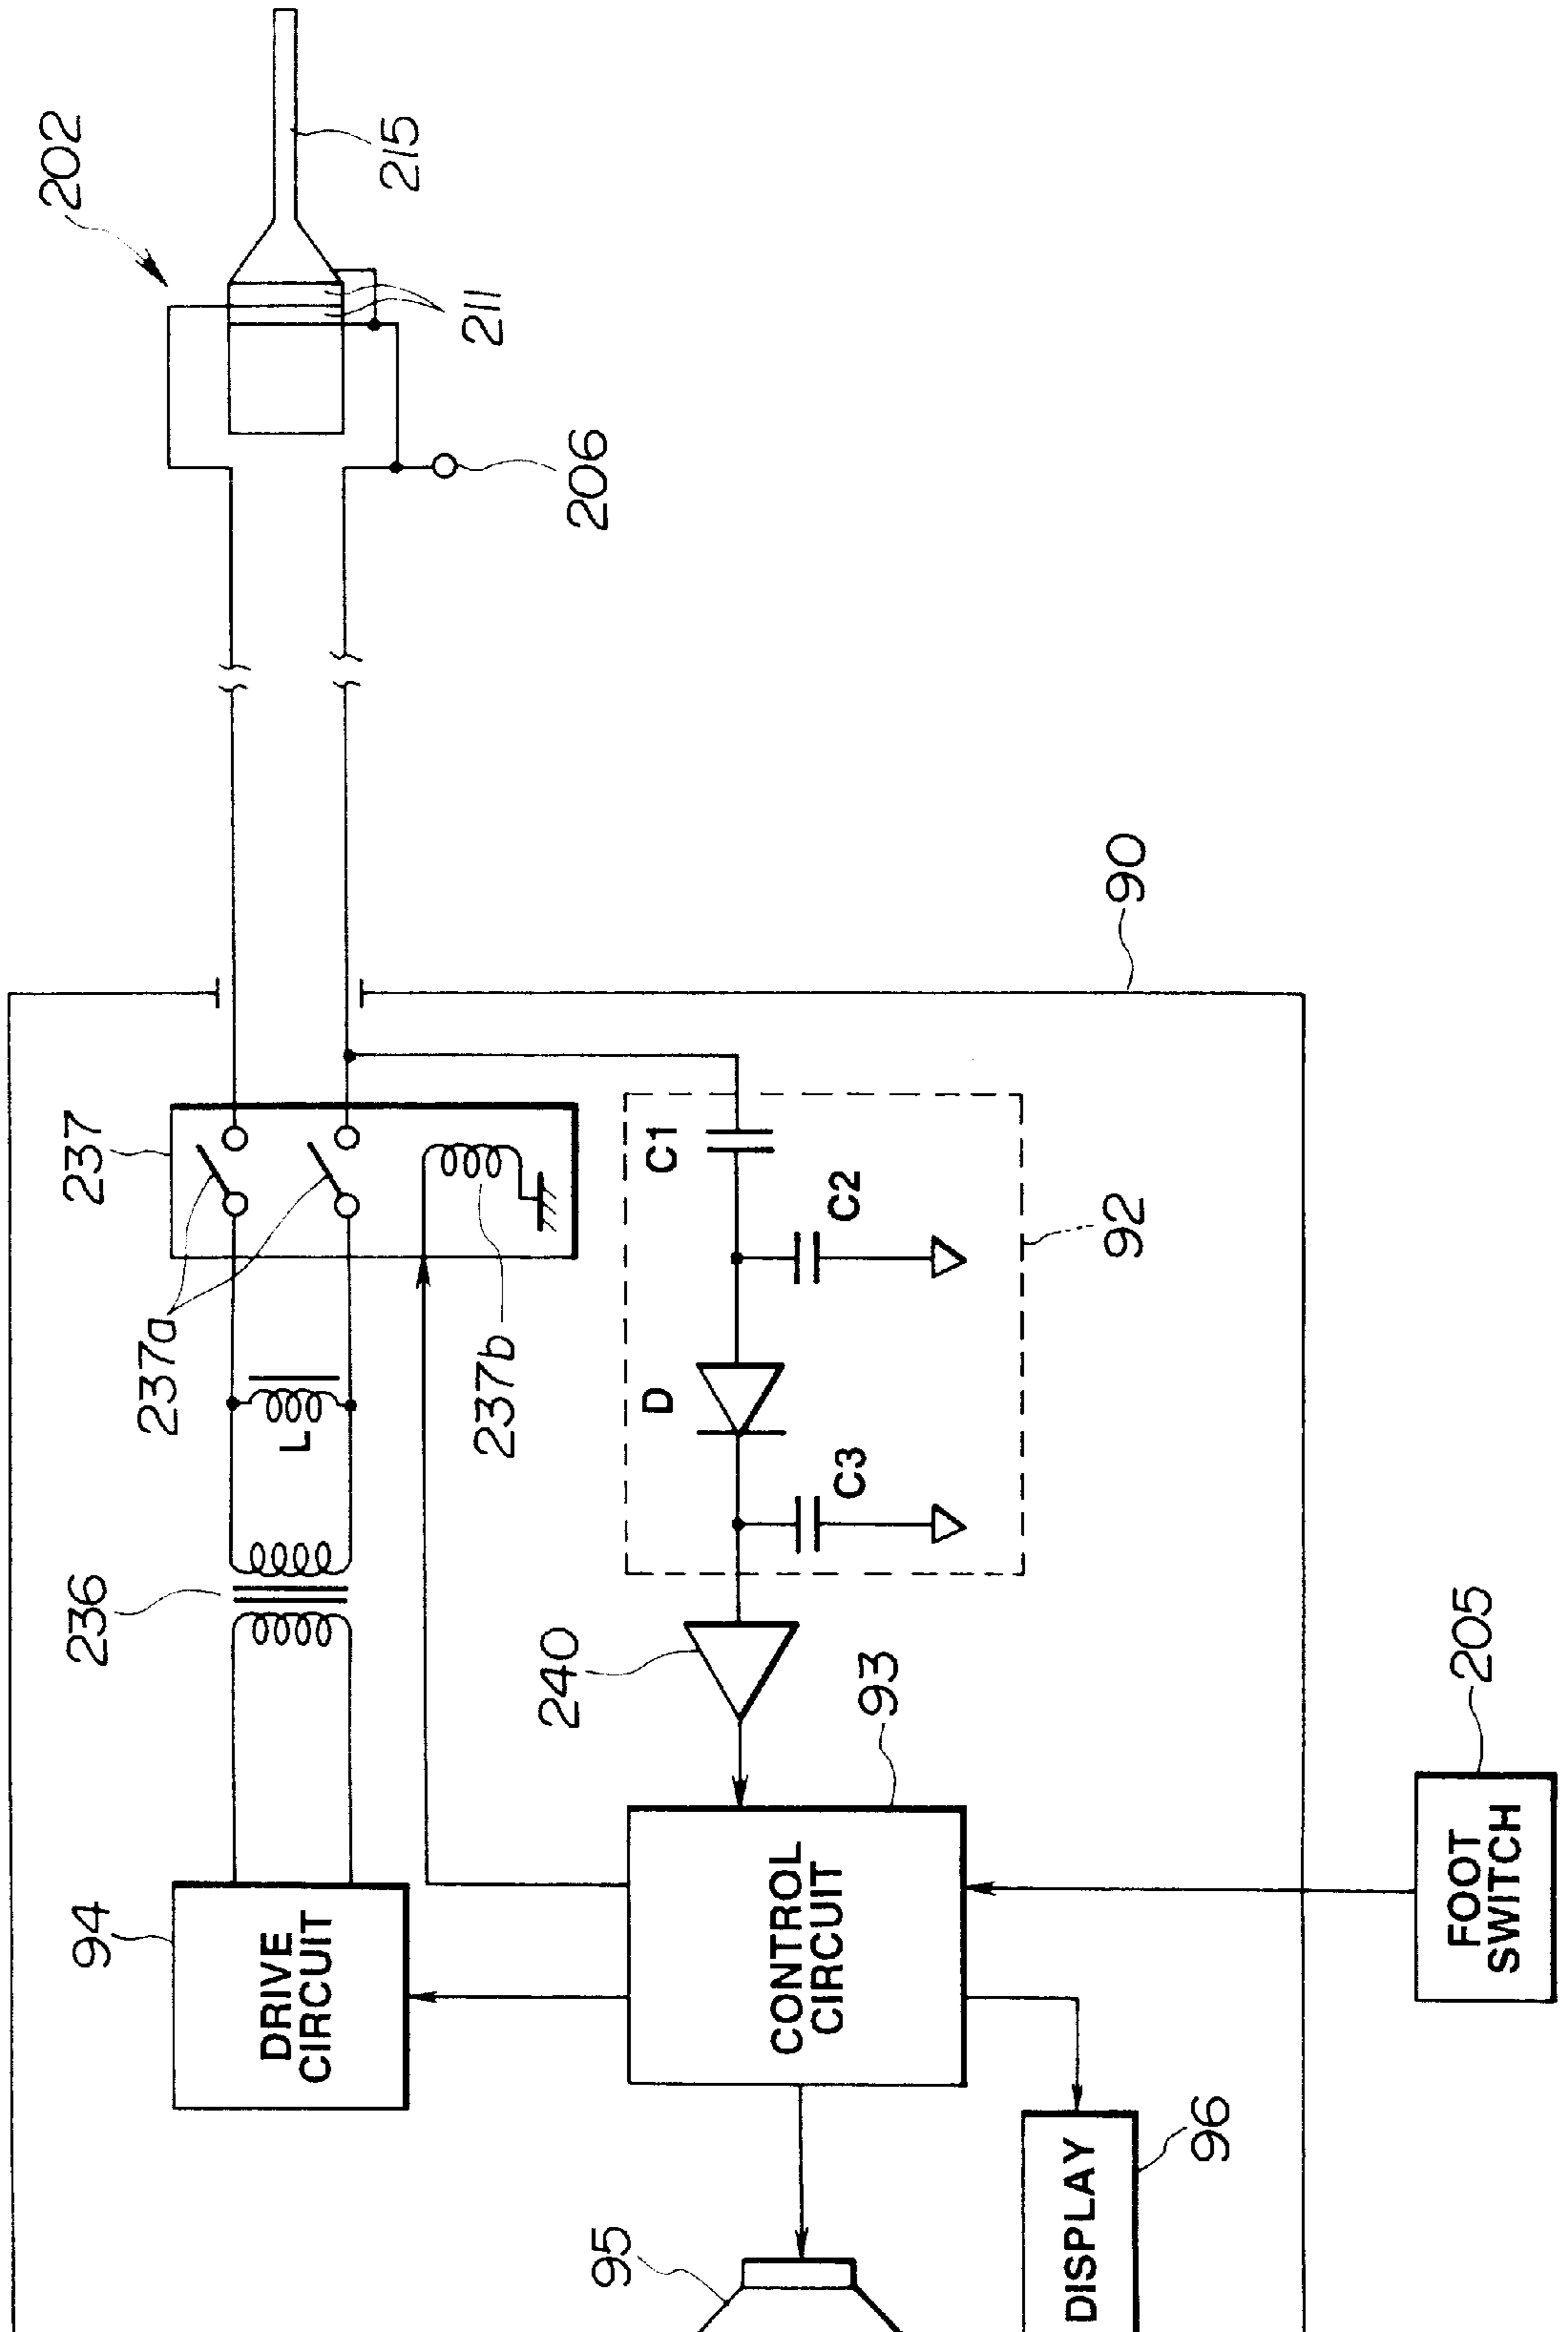 202
215
211
206
90
237
237a
237b
L
236
C1
C2
D
C3
92
240
93
94
DRIVE
CIRCUIT
CONTROL
CIRCUIT
205
FOOT
SWITCH
95
DISPLAY
96